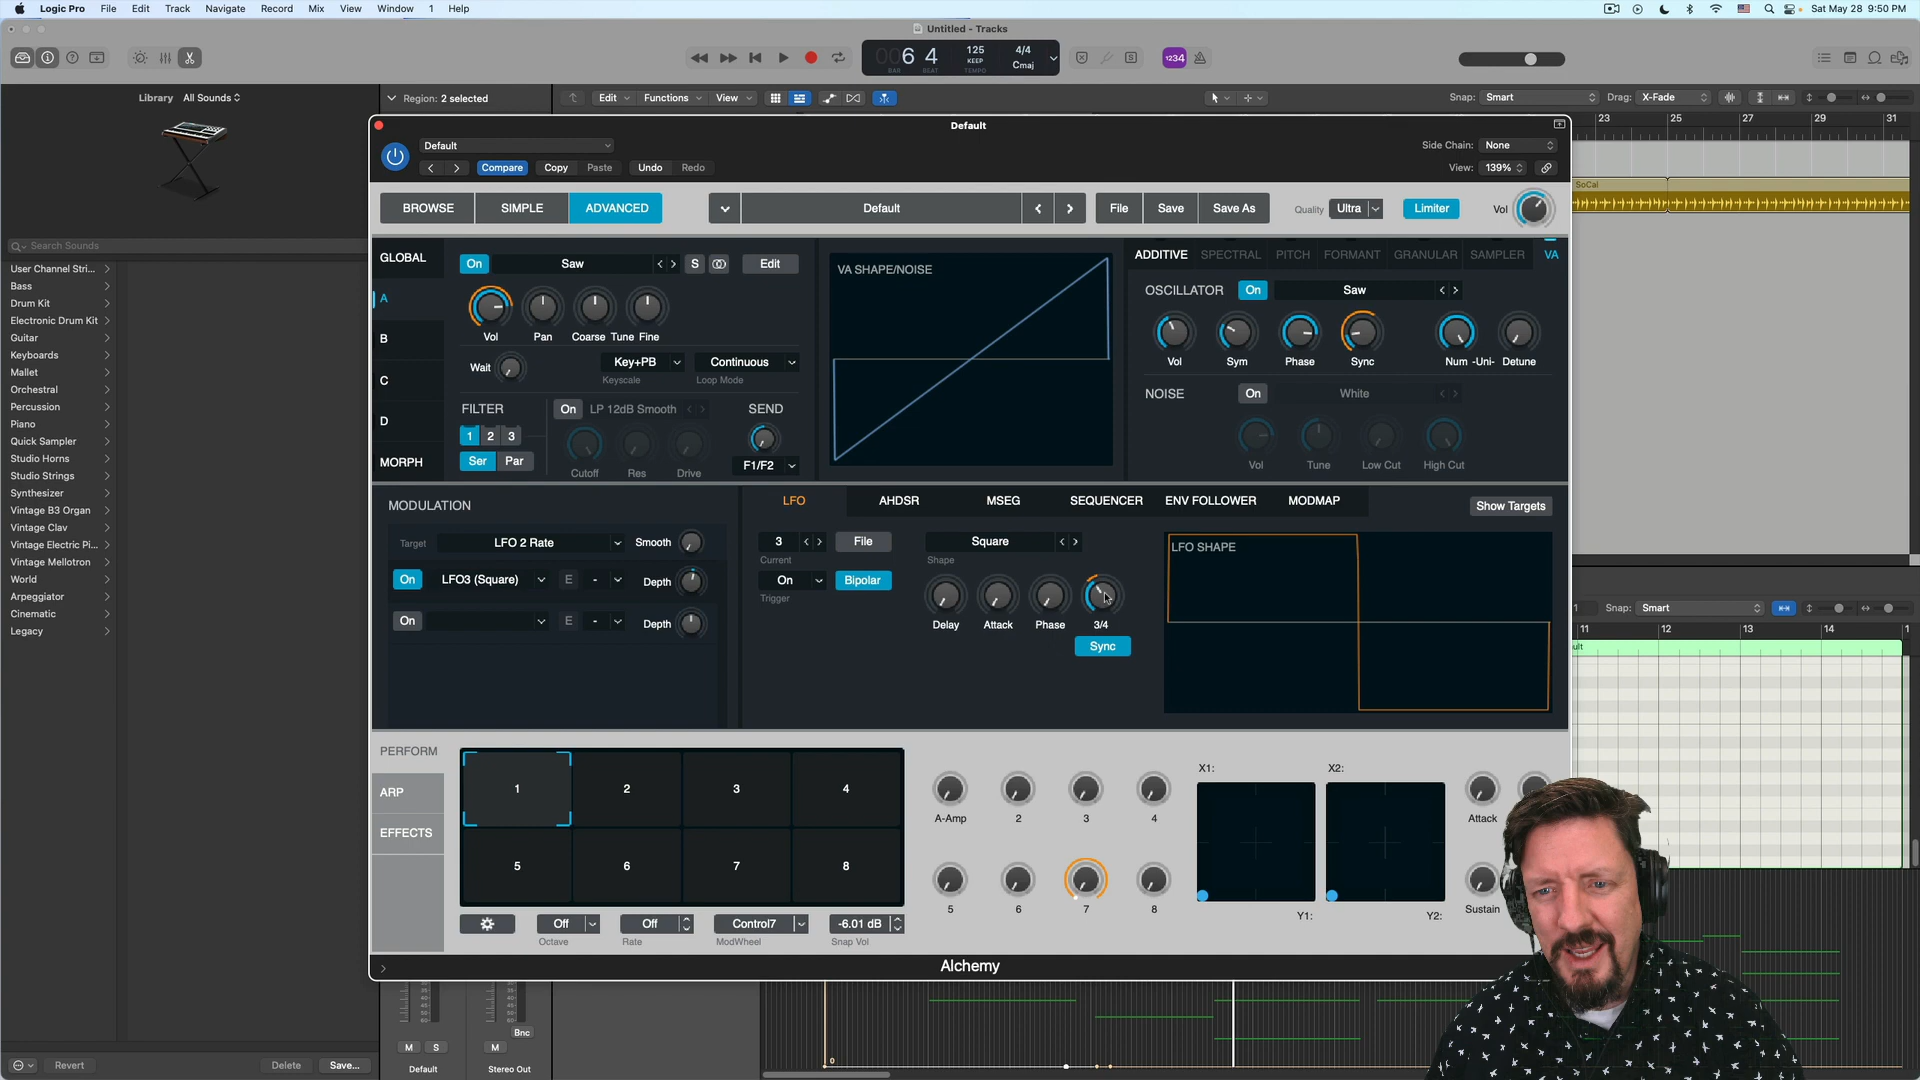 Logic Pro File Edit Track Navigate Record Mix View Window 1 Help
Sat May 28 9:50 PM
Untitled - Tracks
006 4 125 4/4
KEEP Cmaj
BAR BEAT TEMPO
1234
Library All Sounds
Region: 2 selected
Edit Functions View
Snap: Smart Drag: X-Fade
23 25 27 29 31
SoCal
Default
Default
Side Chain: None
Compare Copy Paste Undo Redo
View: 139%
BROWSE SIMPLE ADVANCED
Default
File Save Save As
Quality Ultra Limiter Vol
Search Sounds
User Channel Stri...
Bass
Drum Kit
Electronic Drum Kit
Guitar
Keyboards
Mallet
Orchestral
Percussion
Piano
Quick Sampler
Studio Horns
Studio Strings
Synthesizer
Vintage B3 Organ
Vintage Clav
Vintage Electric Pi...
Vintage Mellotron
World
Arpeggiator
Cinematic
Legacy
Revert Delete Save...
GLOBAL
A
B
C
D
MORPH
On Saw S Edit
Vol Pan Coarse Tune Fine
Wait Key+PB Continuous
Keyscale Loop Mode
FILTER On LP 12dB Smooth SEND
1 2 3
Ser Par F1/F2
Cutoff Res Drive
VA SHAPE/NOISE
ADDITIVE SPECTRAL PITCH FORMANT GRANULAR SAMPLER VA
OSCILLATOR On Saw
Vol Sym Phase Sync Num -Uni- Detune
NOISE On White
Vol Tune Low Cut High Cut
MODULATION
Target LFO 2 Rate Smooth
On LFO3 (Square) E - Depth
On E - Depth
LFO AHDSR MSEG SEQUENCER ENV FOLLOWER MODMAP
Show Targets
3 File Square
Current Shape
On Bipolar
Trigger
Delay Attack Phase 3/4
Sync
LFO SHAPE
Snap: Smart
11 12 13 14
PERFORM
ARP
EFFECTS
1 2 3 4
5 6 7 8
Off Off Control7 -6.01 dB
Octave Rate ModWheel Snap Vol
A-Amp 2 3 4
5 6 7 8
X1: X2:
Y1: Y2:
Attack
Sustain
Alchemy
Bnc
M S M
Default Stereo Out
0